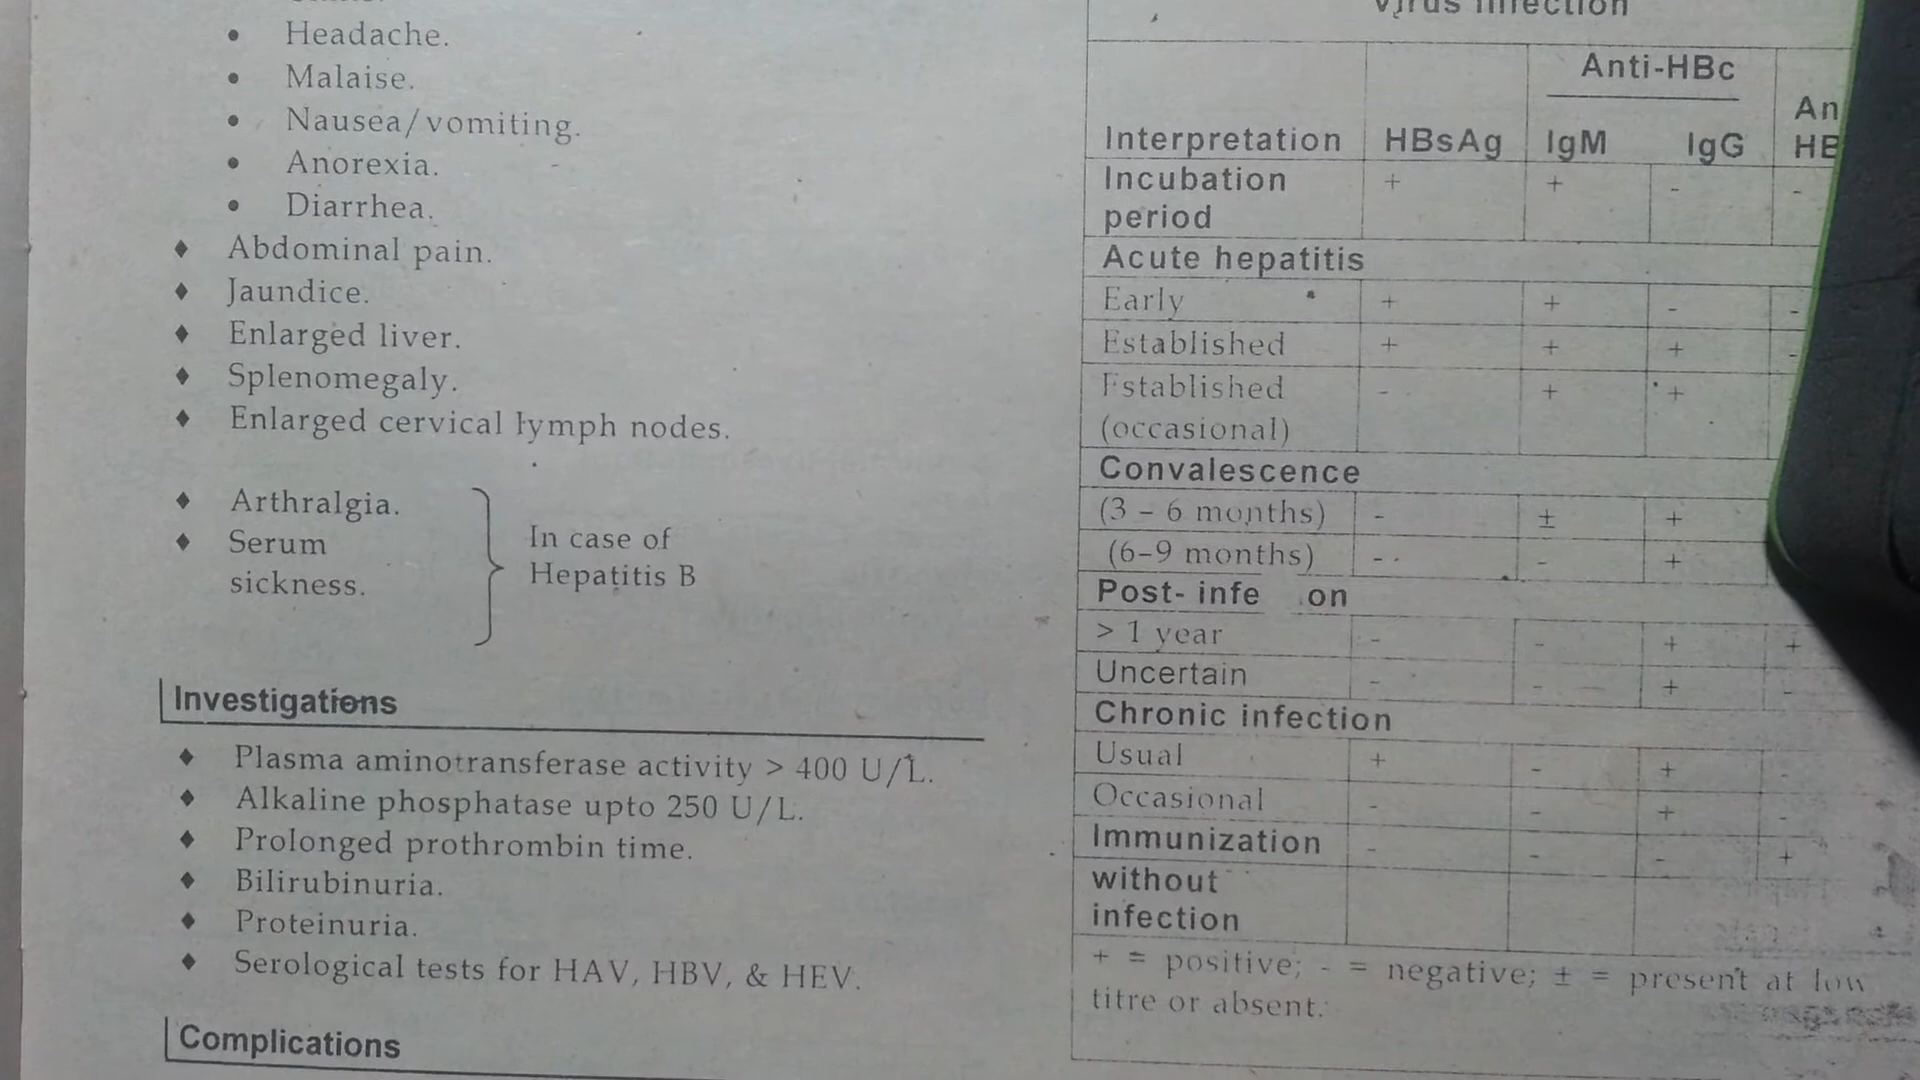 • Headache.
• Malaise.
• Nausea/vomiting.
• Anorexia.
• Diarrhea.
♦ Abdominal pain.
♦ Jaundice.
♦ Enlarged liver.
♦ Splenomegaly.
♦ Enlarged cervical lymph nodes.
♦ Arthralgia.
♦ Serum
sickness.
In case of
Hepatitis B
Investigations
♦ Plasma aminotransferase activity > 400 U/L.
♦ Alkaline phosphatase upto 250 U/L.
♦ Prolonged prothrombin time.
♦ Bilirubinuria.
♦ Proteinuria.
♦ Serological tests for HAV, HBV, & HEV.
Complications
Virus infection
Anti-HBc
An
Interpretation HBsAg IgM IgG HB
Incubation + + - -
period
Acute hepatitis
Early + + - -
Established + + + -
Established - + +
(occasional)
Convalescence
(3 – 6 months) - ± +
(6–9 months) - - +
Post- infe on
> 1 year - - + +
Uncertain - - + -
Chronic infection
Usual + - + -
Occasional - - + -
Immunization - - - +
without
infection
+ = positive; - = negative; ± = present at low
titre or absent.